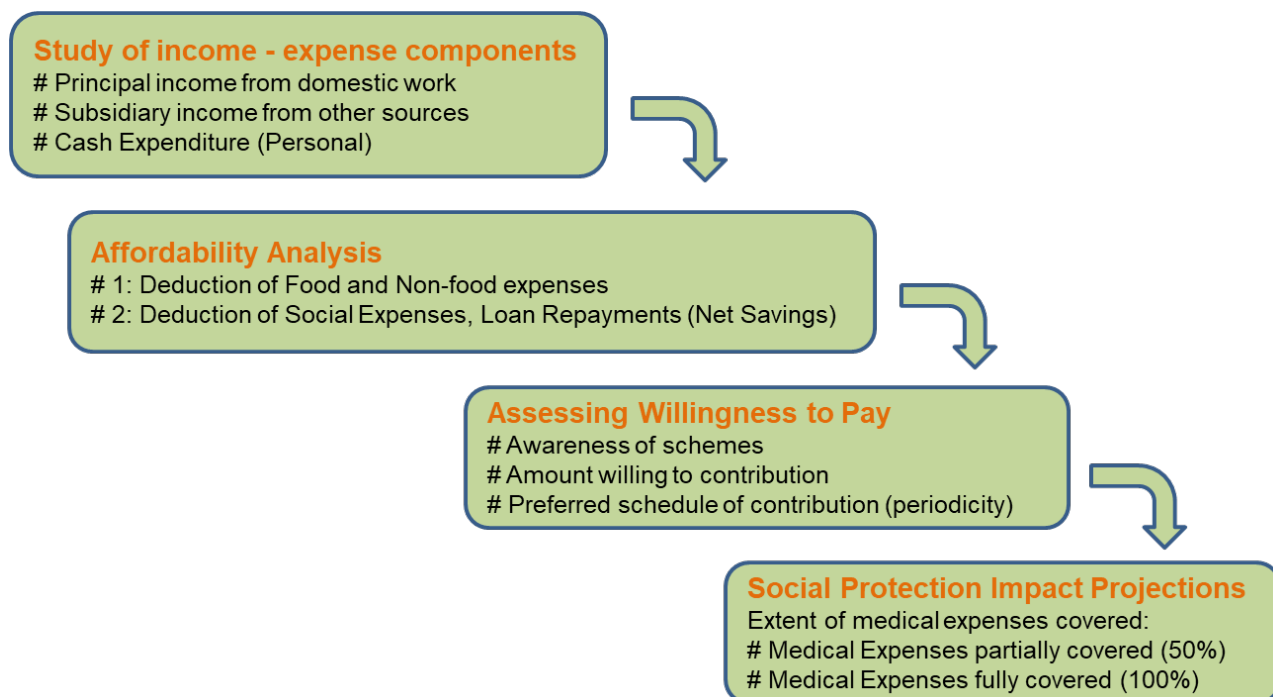 Study of income - expense components
# Principal income from domestic work
# Subsidiary income from other sources
# Cash Expenditure (Personal)
Affordability Analysis
# 1: Deduction of Food and Non-food expenses
# 2: Deduction of Social Expenses, Loan Repayments (Net Savings)
Assessing Willingness to Pay
# Awareness of schemes
# Amount willing to contribution
# Preferred schedule of contribution (periodicity)
Social Protection Impact Projections
Extent of medical expenses covered:
# Medical Expenses partially covered (50%)
# Medical Expenses fully covered (100%)